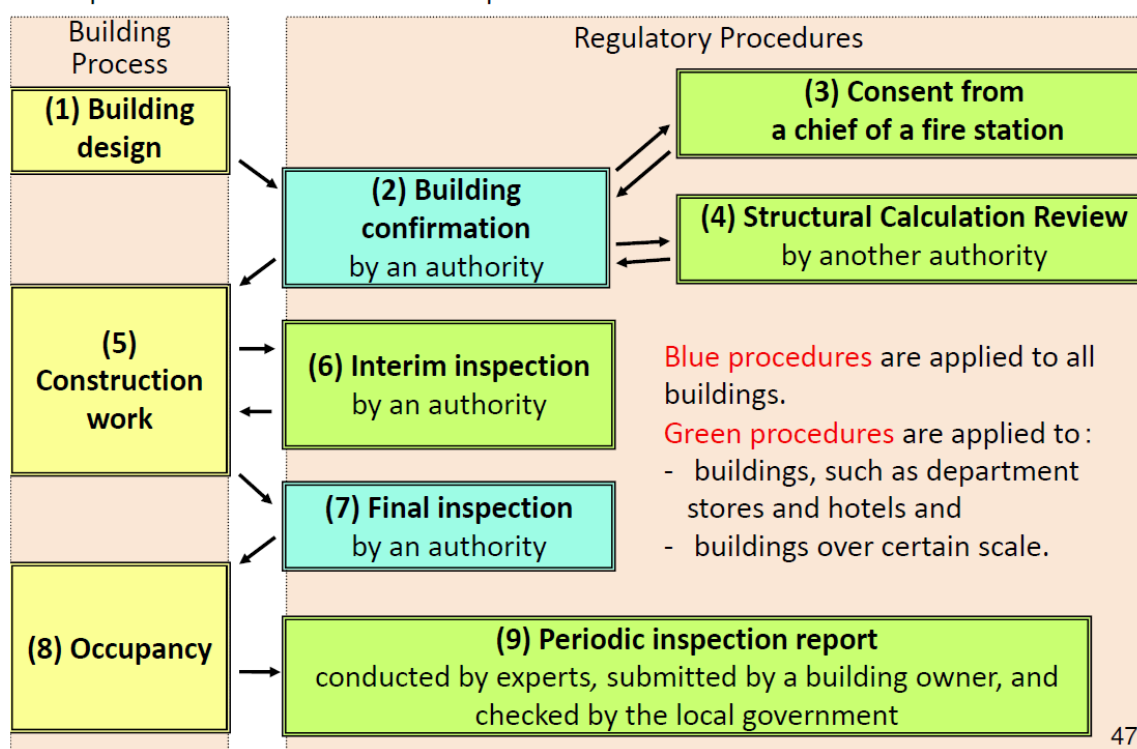 Building
Process
Regulatory Procedures
(1) Building
design
(2) Building
confirmation
by an authority
(3) Consent from
a chief of a fire station
(4) Structural Calculation Review
by another authority
(5)
Construction
work
(6) Interim inspection
by an authority
Blue procedures are applied to all
buildings.
Green procedures are applied to:
- buildings, such as department
stores and hotels and
- buildings over certain scale.
(7) Final inspection
by an authority
(8) Occupancy
(9) Periodic inspection report
conducted by experts, submitted by a building owner, and
checked by the local government
47